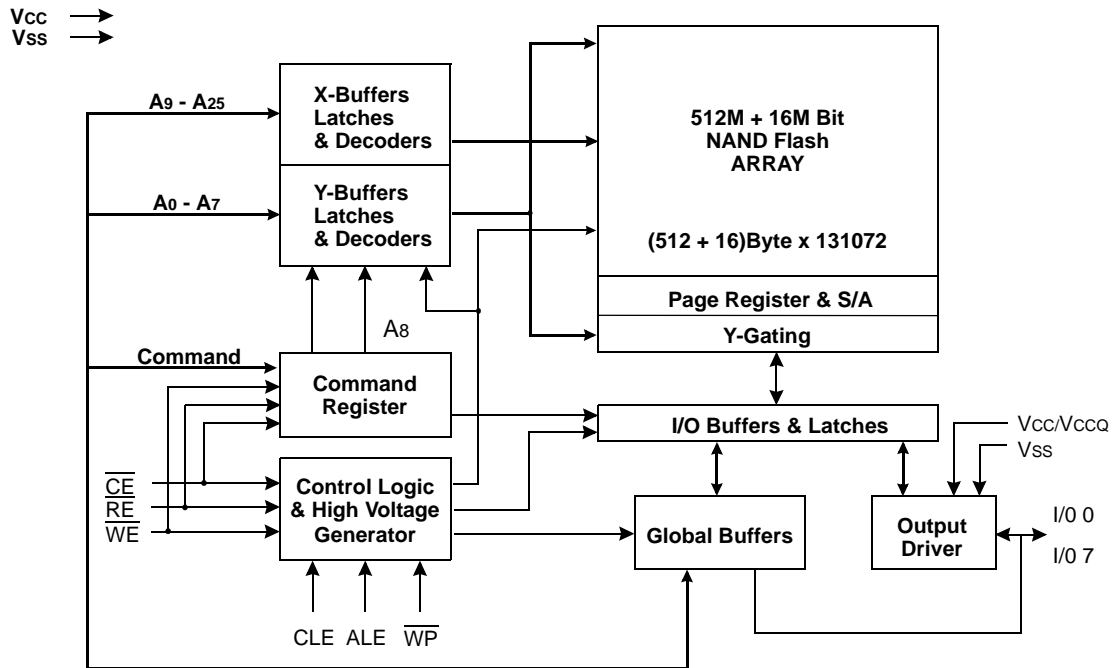 VCC
VSS
A9 - A25
X-Buffers
Latches
& Decoders
A0 - A7
Y-Buffers
Latches
& Decoders
512M + 16M Bit
NAND Flash
ARRAY
(512 + 16)Byte x 131072
Page Register & S/A
Y-Gating
A8
Command
Command
Register
I/O Buffers & Latches
VCC/VCCQ
VSS
CE
RE
WE
Control Logic
& High Voltage
Generator
Global Buffers
Output
Driver
I/0 0
I/0 7
CLE
ALE
WP